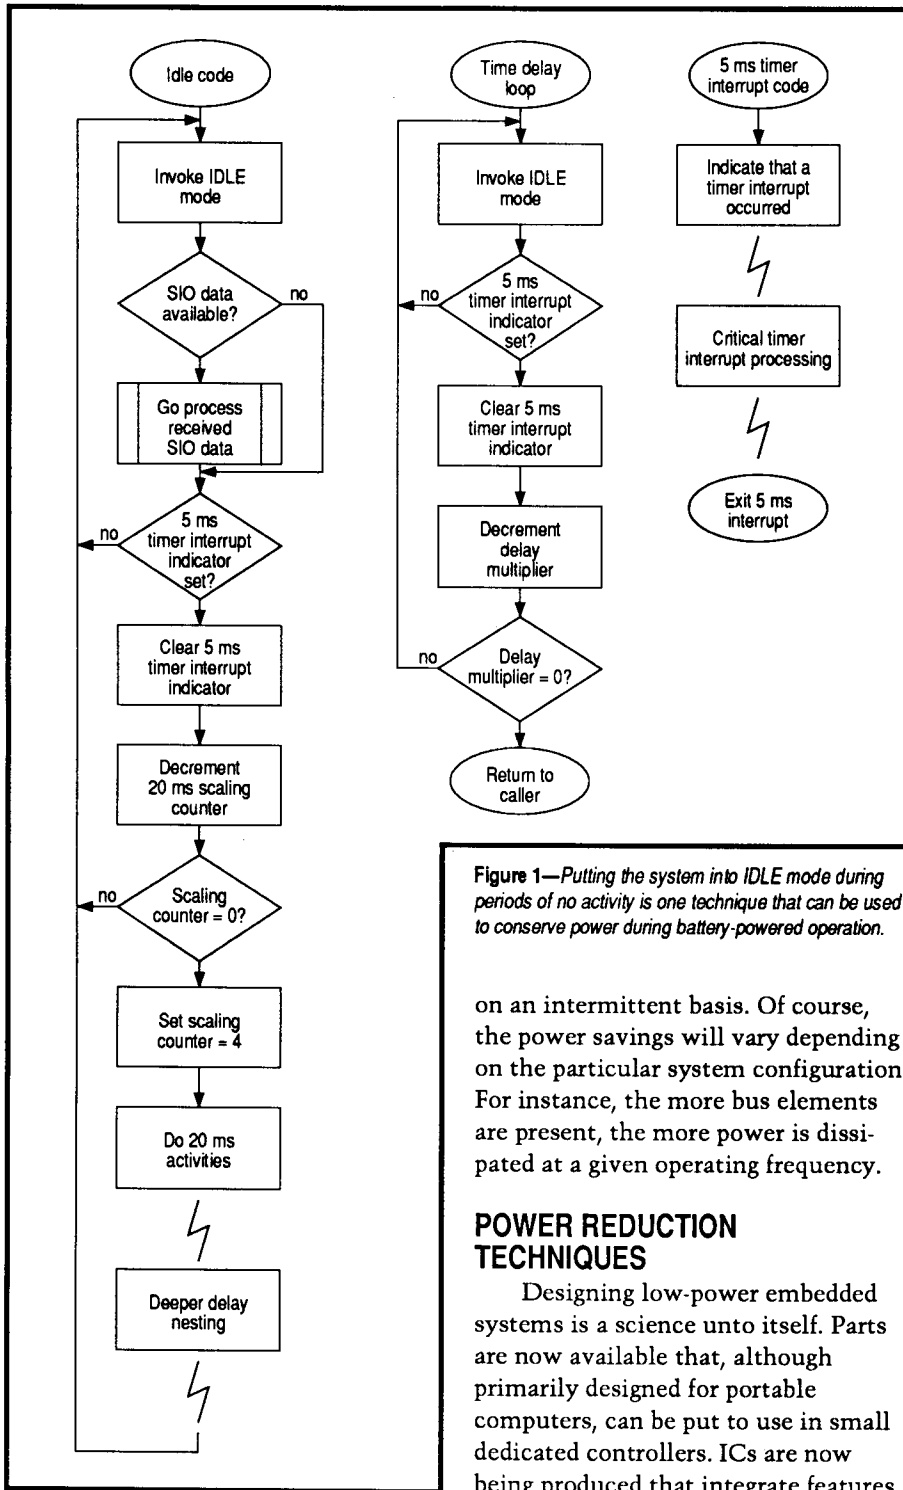 Idle code
Invoke IDLE
mode
SIO data
available?
no
Go process
received
SIO data
5 ms
timer interrupt
indicator
set?
no
Clear 5 ms
timer interrupt
indicator
Decrement
20 ms scaling
counter
Scaling
counter = 0?
no
Set scaling
counter = 4
Do 20 ms
activities
Deeper delay
nesting
Time delay
loop
Invoke IDLE
mode
5 ms
timer interrupt
indicator
set?
no
Clear 5 ms
timer interrupt
indicator
Decrement
delay
multiplier
Delay
multiplier = 0?
no
Return to
caller
5 ms timer
interrupt code
Indicate that a
timer interrupt
occurred
Critical timer
interrupt processing
Exit 5 ms
interrupt
Figure 1—Putting the system into IDLE mode during
periods of no activity is one technique that can be used
to conserve power during battery-powered operation.
on an intermittent basis. Of course,
the power savings will vary depending
on the particular system configuration
For instance, the more bus elements
are present, the more power is dissi-
pated at a given operating frequency.
POWER REDUCTION
TECHNIQUES
Designing low-power embedded
systems is a science unto itself. Parts
are now available that, although
primarily designed for portable
computers, can be put to use in small
dedicated controllers. ICs are now
being produced that integrate features